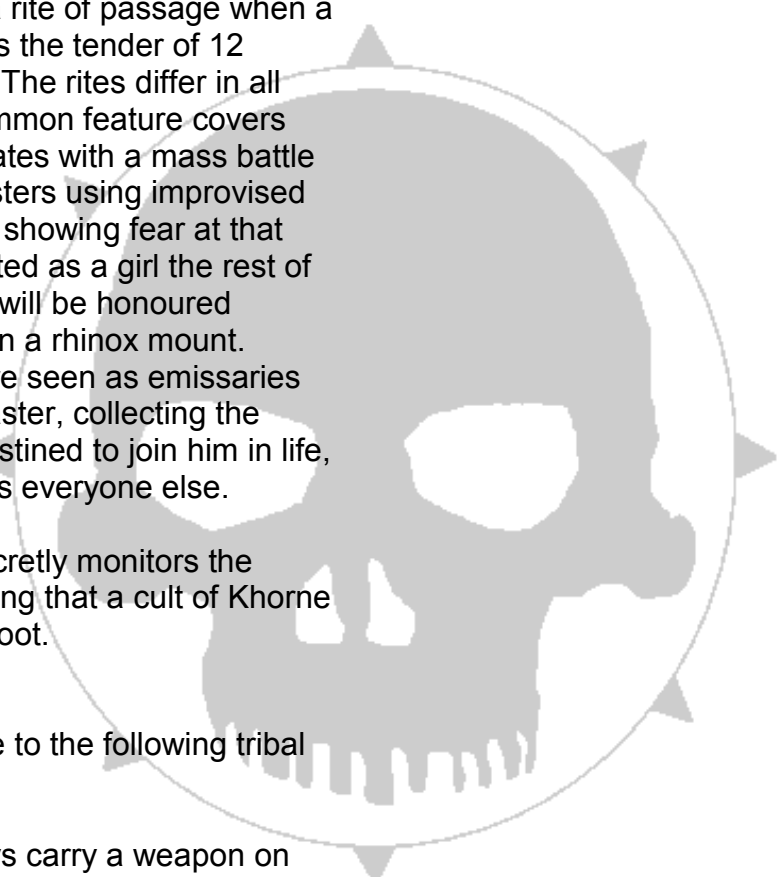 rite of passage when a
s the tender of 12
The rites differ in all
mmon feature covers
ates with a mass battle
sters using improvised
showing fear at that
ted as a girl the rest of
will be honoured
n a rhinox mount.
e seen as emissaries
aster, collecting the
stined to join him in life,
s everyone else.
cretly monitors the
ng that a cult of Khorne
oot.
e to the following tribal
s carry a weapon on